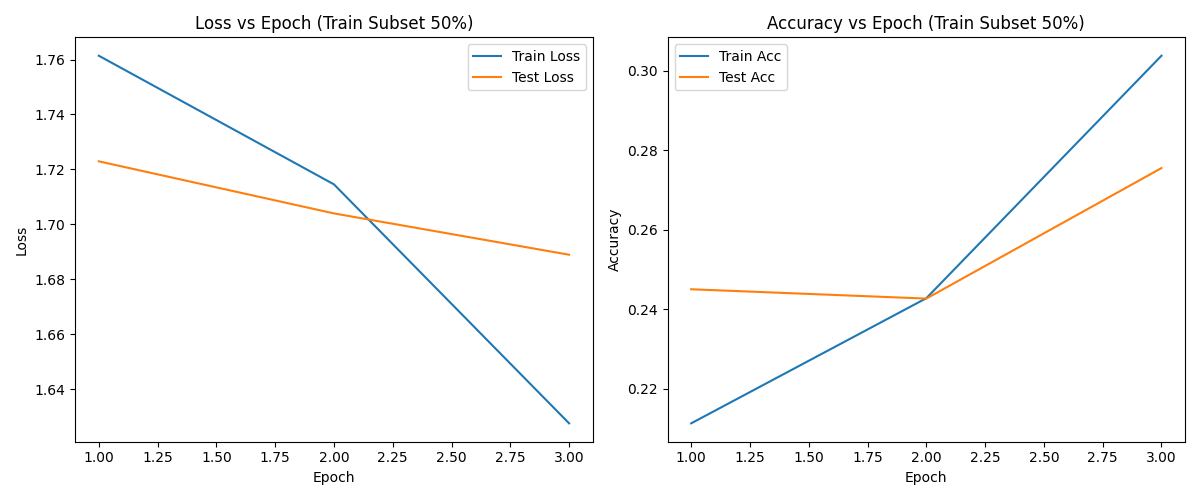 Loss vs Epoch (Train Subset 50%)
Train Loss
Test Loss
1.76
1.74
1.72
1.70
1.68
1.66
1.64
Loss
1.00 1.25 1.50 1.75 2.00 2.25 2.50 2.75 3.00
Epoch
Accuracy vs Epoch (Train Subset 50%)
Train Acc
Test Acc
0.30
0.28
0.26
0.24
0.22
Accuracy
1.00 1.25 1.50 1.75 2.00 2.25 2.50 2.75 3.00
Epoch